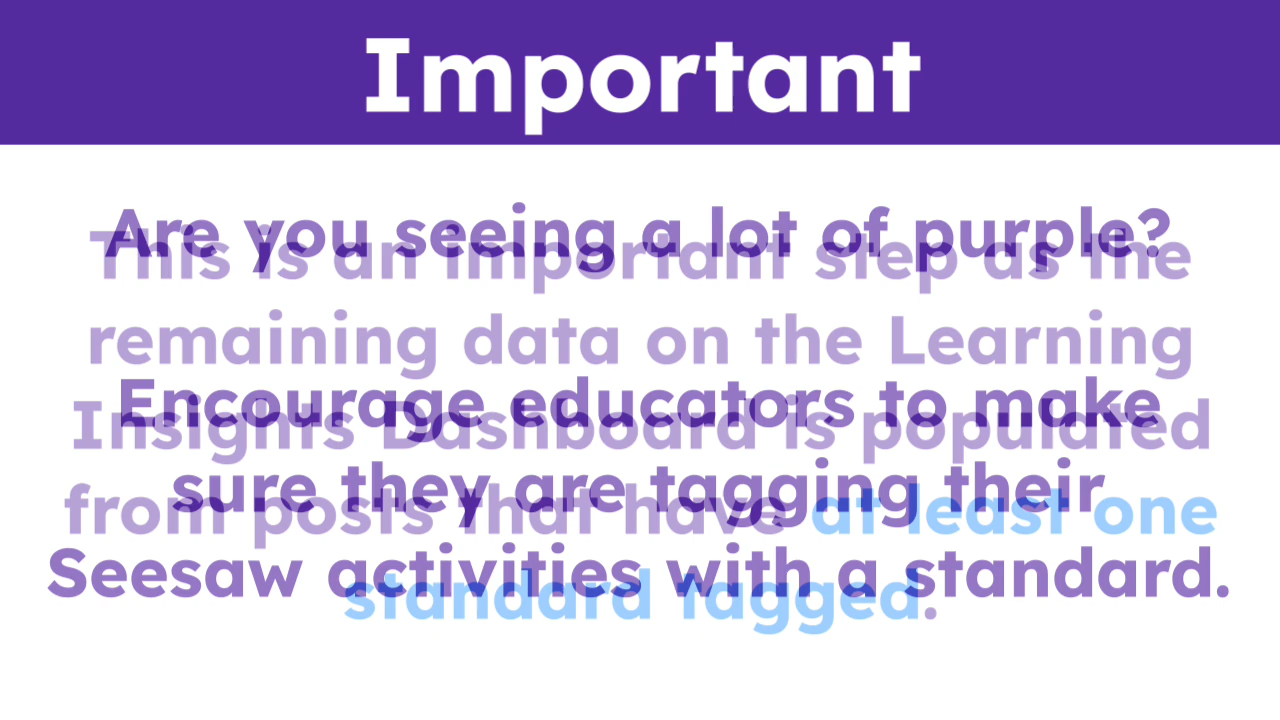 Important
Are you seeing a lot of purple?
Encourage educators to make
sure they are tagging their
Seesaw activities with a standard.
This is an important step as the
remaining data on the Learning
Insights Dashboard is populated
from posts that have at least one
standard tagged.